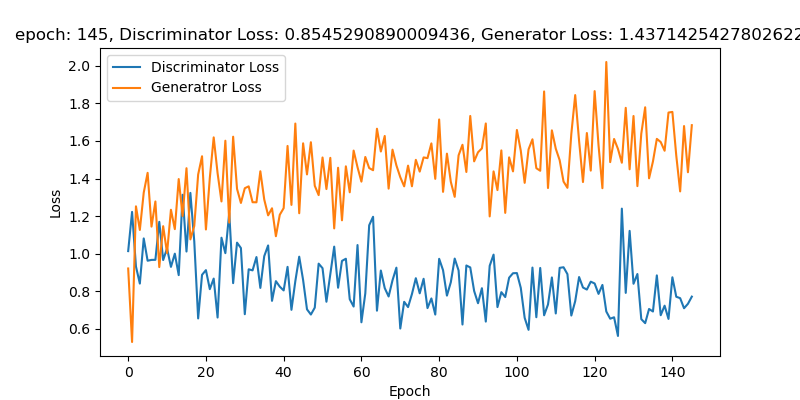 epoch: 145, Discriminator Loss: 0.8545290890009436, Generator Loss: 1.4371425427802622
Discriminator Loss
Generatror Loss
Loss
2.0
1.8
1.6
1.4
1.2
1.0
0.8
0.6
0 20 40 60 80 100 120 140
Epoch